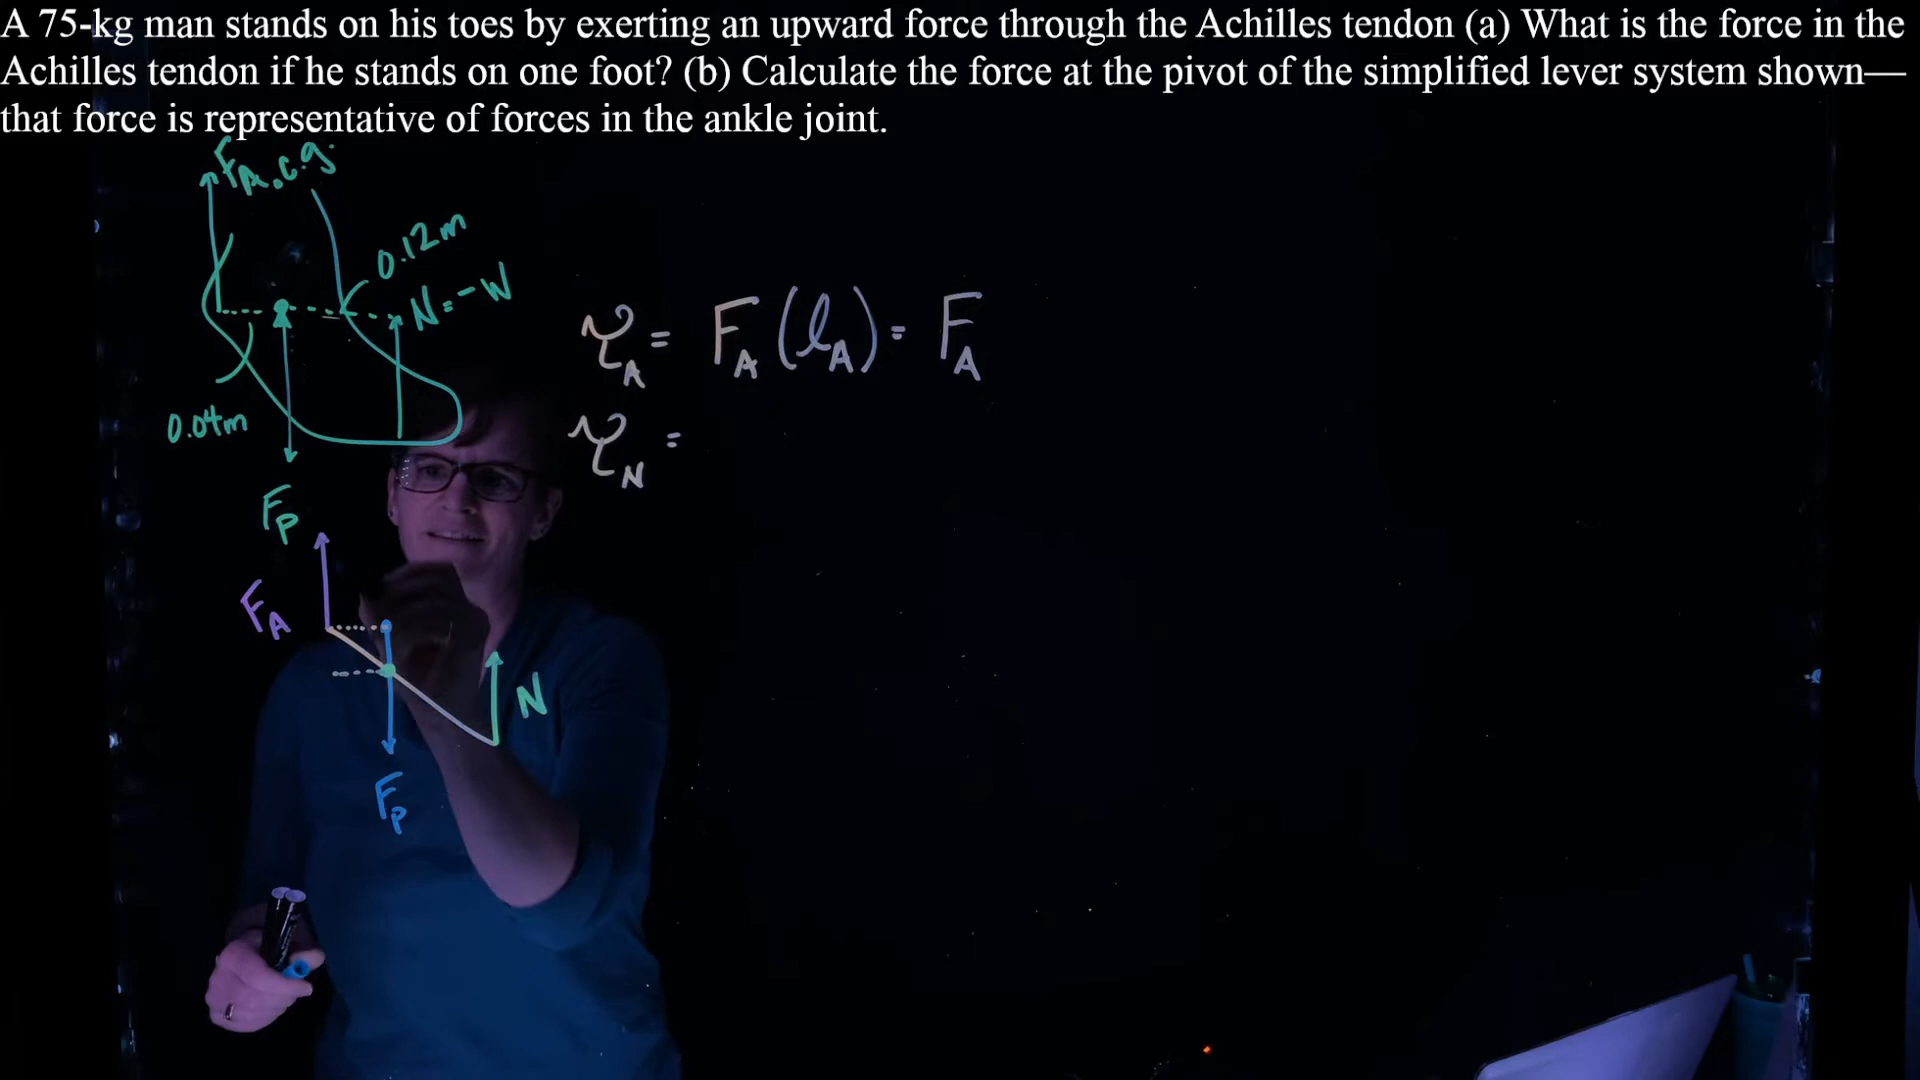 A 75-kg man stands on his toes by exerting an upward force through the Achilles tendon (a) What is the force in the
Achilles tendon if he stands on one foot? (b) Calculate the force at the pivot of the simplified lever system shown—
that force is representative of forces in the ankle joint.
F_A, c.g.
0.12m
N = -W
0.04m
F_P
τ_A = F_A (l_A) = F_A
τ_N =
F_A
N
F_P